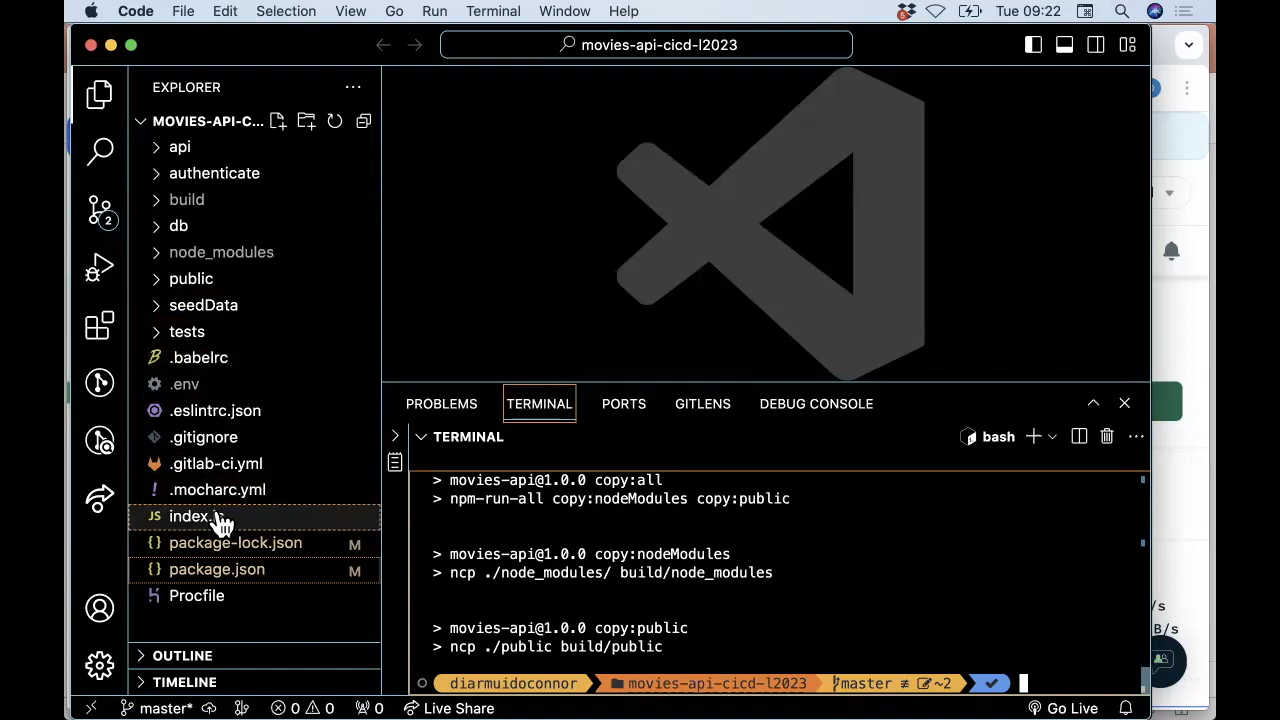 Code File Edit Selection View Go Run Terminal Window Help
5
Tue 09:22
movies-api-cicd-l2023
EXPLORER
MOVIES-API-C...
api
authenticate
build
2
db
node_modules
public
seedData
tests
.babelrc
.env
.eslintrc.json
.gitignore
.gitlab-ci.yml
.mocharc.yml
JS index.
package-lock.json M
package.json M
Procfile
OUTLINE
TIMELINE
PROBLEMS TERMINAL PORTS GITLENS DEBUG CONSOLE
TERMINAL
bash
> movies-api@1.0.0 copy:all
> npm-run-all copy:nodeModules copy:public
> movies-api@1.0.0 copy:nodeModules
> ncp ./node_modules/ build/node_modules
> movies-api@1.0.0 copy:public
> ncp ./public build/public
diarmuidoconnor movies-api-cicd-l2023 master ≢ ~2
/s
B/s
master* 0 0 0 Live Share Go Live